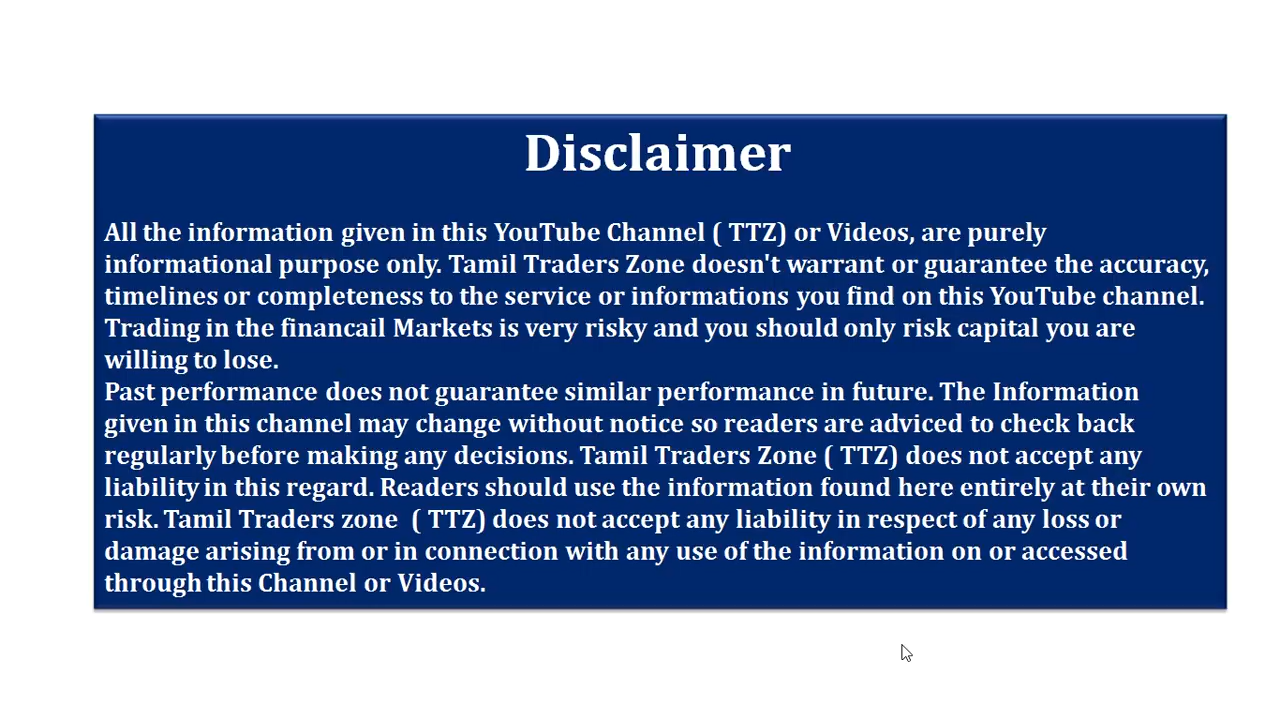 Disclaimer
All the information given in this YouTube Channel ( TTZ) or Videos, are purely
informational purpose only. Tamil Traders Zone doesn't warrant or guarantee the accuracy,
timelines or completeness to the service or informations you find on this YouTube channel.
Trading in the financail Markets is very risky and you should only risk capital you are
willing to lose.
Past performance does not guarantee similar performance in future. The Information
given in this channel may change without notice so readers are adviced to check back
regularly before making any decisions. Tamil Traders Zone ( TTZ) does not accept any
liability in this regard. Readers should use the information found here entirely at their own
risk. Tamil Traders zone  ( TTZ) does not accept any liability in respect of any loss or
damage arising from or in connection with any use of the information on or accessed
through this Channel or Videos.